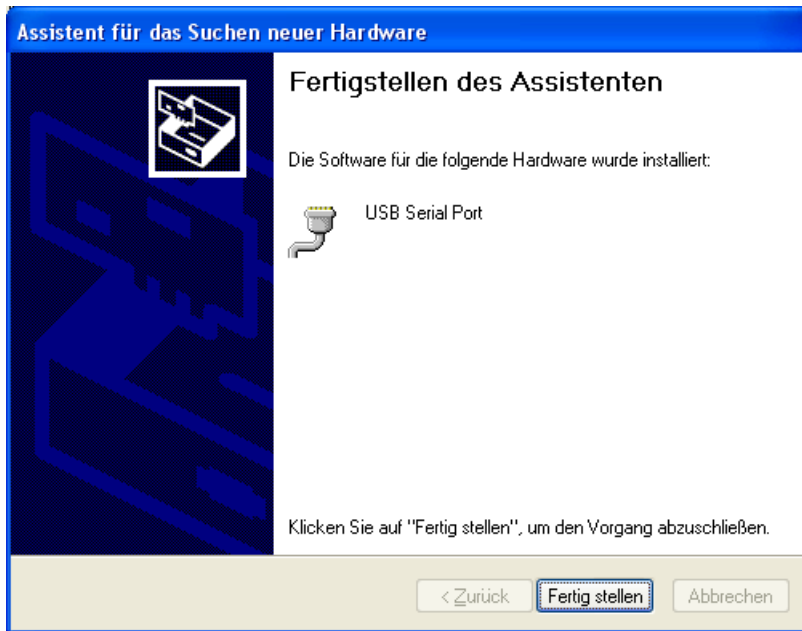 Assistent für das Suchen neuer Hardware
Fertigstellen des Assistenten
Die Software für die folgende Hardware wurde installiert:
USB Serial Port
Klicken Sie auf "Fertig stellen", um den Vorgang abzuschließen.
< Zurück Fertig stellen Abbrechen